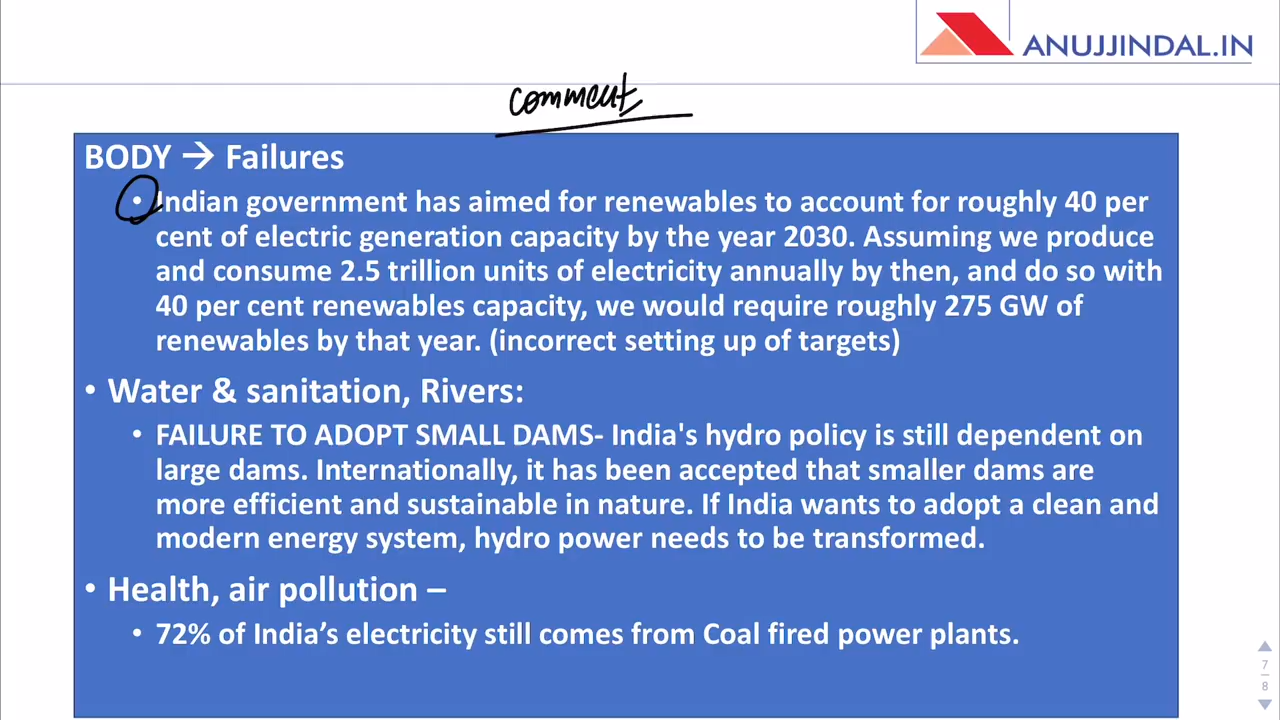 ANUJJINDAL.IN
comment
BODY → Failures
• Indian government has aimed for renewables to account for roughly 40 per
cent of electric generation capacity by the year 2030. Assuming we produce
and consume 2.5 trillion units of electricity annually by then, and do so with
40 per cent renewables capacity, we would require roughly 275 GW of
renewables by that year. (incorrect setting up of targets)
• Water & sanitation, Rivers:
• FAILURE TO ADOPT SMALL DAMS- India's hydro policy is still dependent on
large dams. Internationally, it has been accepted that smaller dams are
more efficient and sustainable in nature. If India wants to adopt a clean and
modern energy system, hydro power needs to be transformed.
• Health, air pollution –
• 72% of India’s electricity still comes from Coal fired power plants.
7
8